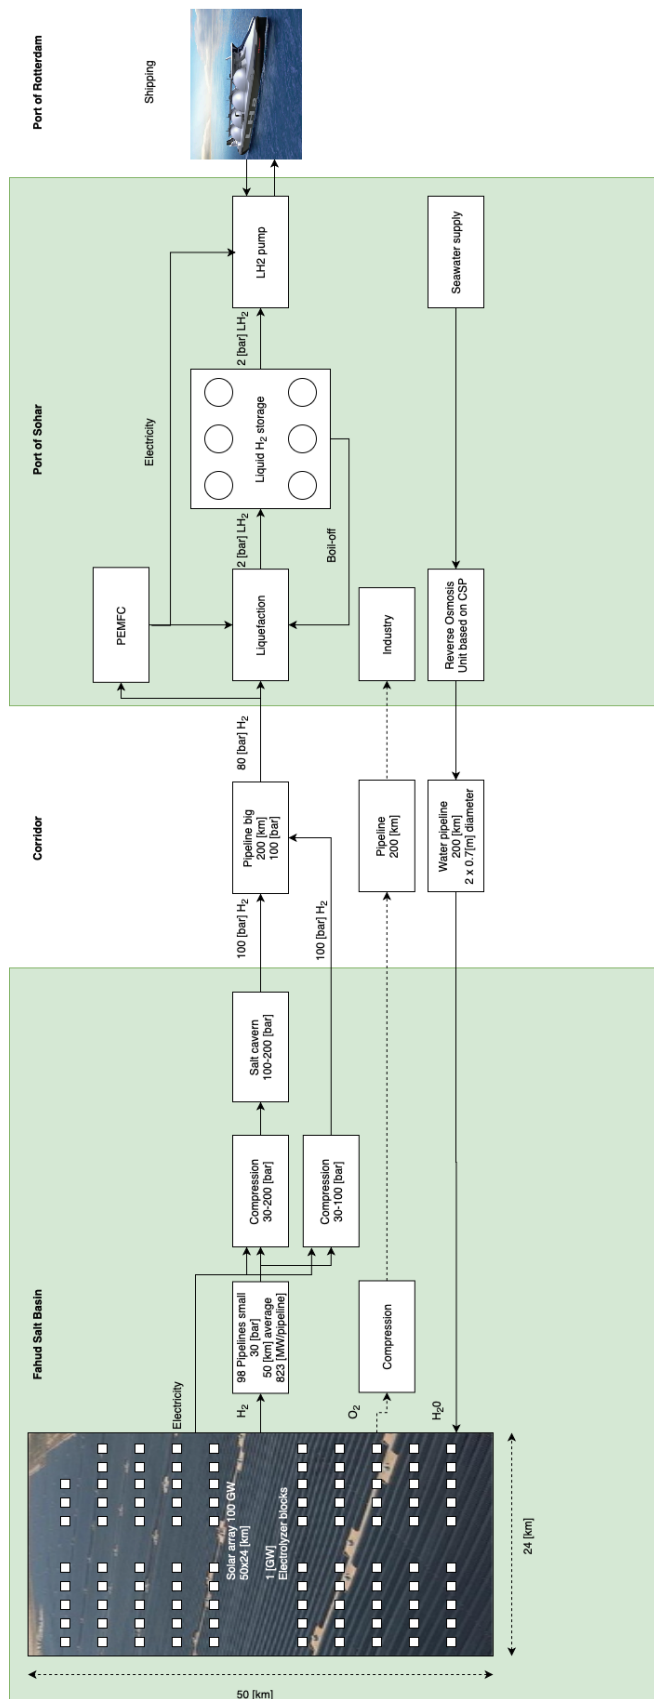 Port of Rotterdam
Shipping
Port of Sohar
LH2 pump
Seawater supply
2 [bar] LH2
Electricity
Liquid H2 storage
2 [bar] LH2
Boil-off
PEMFC
Liquefaction
Industry
Reverse Osmosis
Unit based on CSP
Corridor
80 [bar] H2
Pipeline big
200 [km]
100 [bar]
Pipeline
200 [km]
Water pipeline
200 [km]
2 x 0.7[m] diameter
100 [bar] H2
100 [bar] H2
Fahud Salt Basin
Salt cavern
100-200 [bar]
Compression
30-200 [bar]
Compression
30-100 [bar]
98 Pipelines small
30 [bar]
50 [km] average
823 [MW/pipeline]
Compression
Electricity
H2
O2
H20
Solar array 100 GW
50x24 [km]
1 [GW]
Electrolyzer blocks
24 [km]
50 [km]